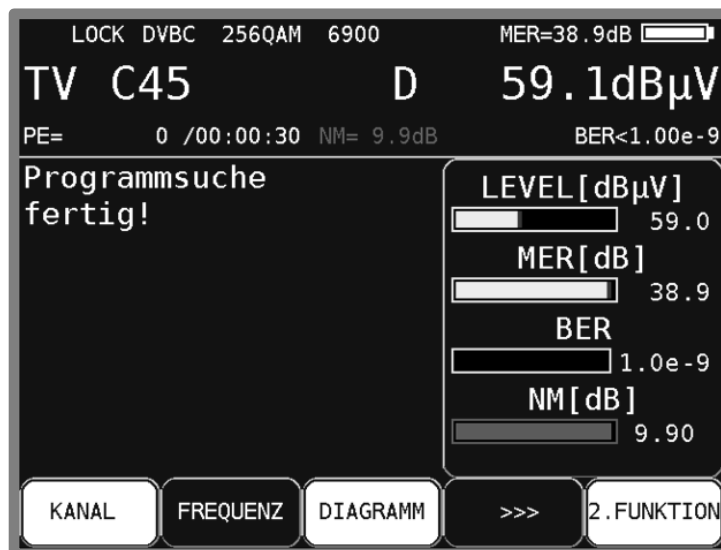 LOCK DVBC 256QAM 6900 MER=38.9dB
TV C45 D 59.1dBµV
PE= 0 /00:00:30 NM= 9.9dB BER<1.00e-9
Programmsuche
fertig!
LEVEL[dBµV]
59.0
MER[dB]
38.9
BER
1.0e-9
NM[dB]
9.90
KANAL FREQUENZ DIAGRAMM >>> 2.FUNKTION